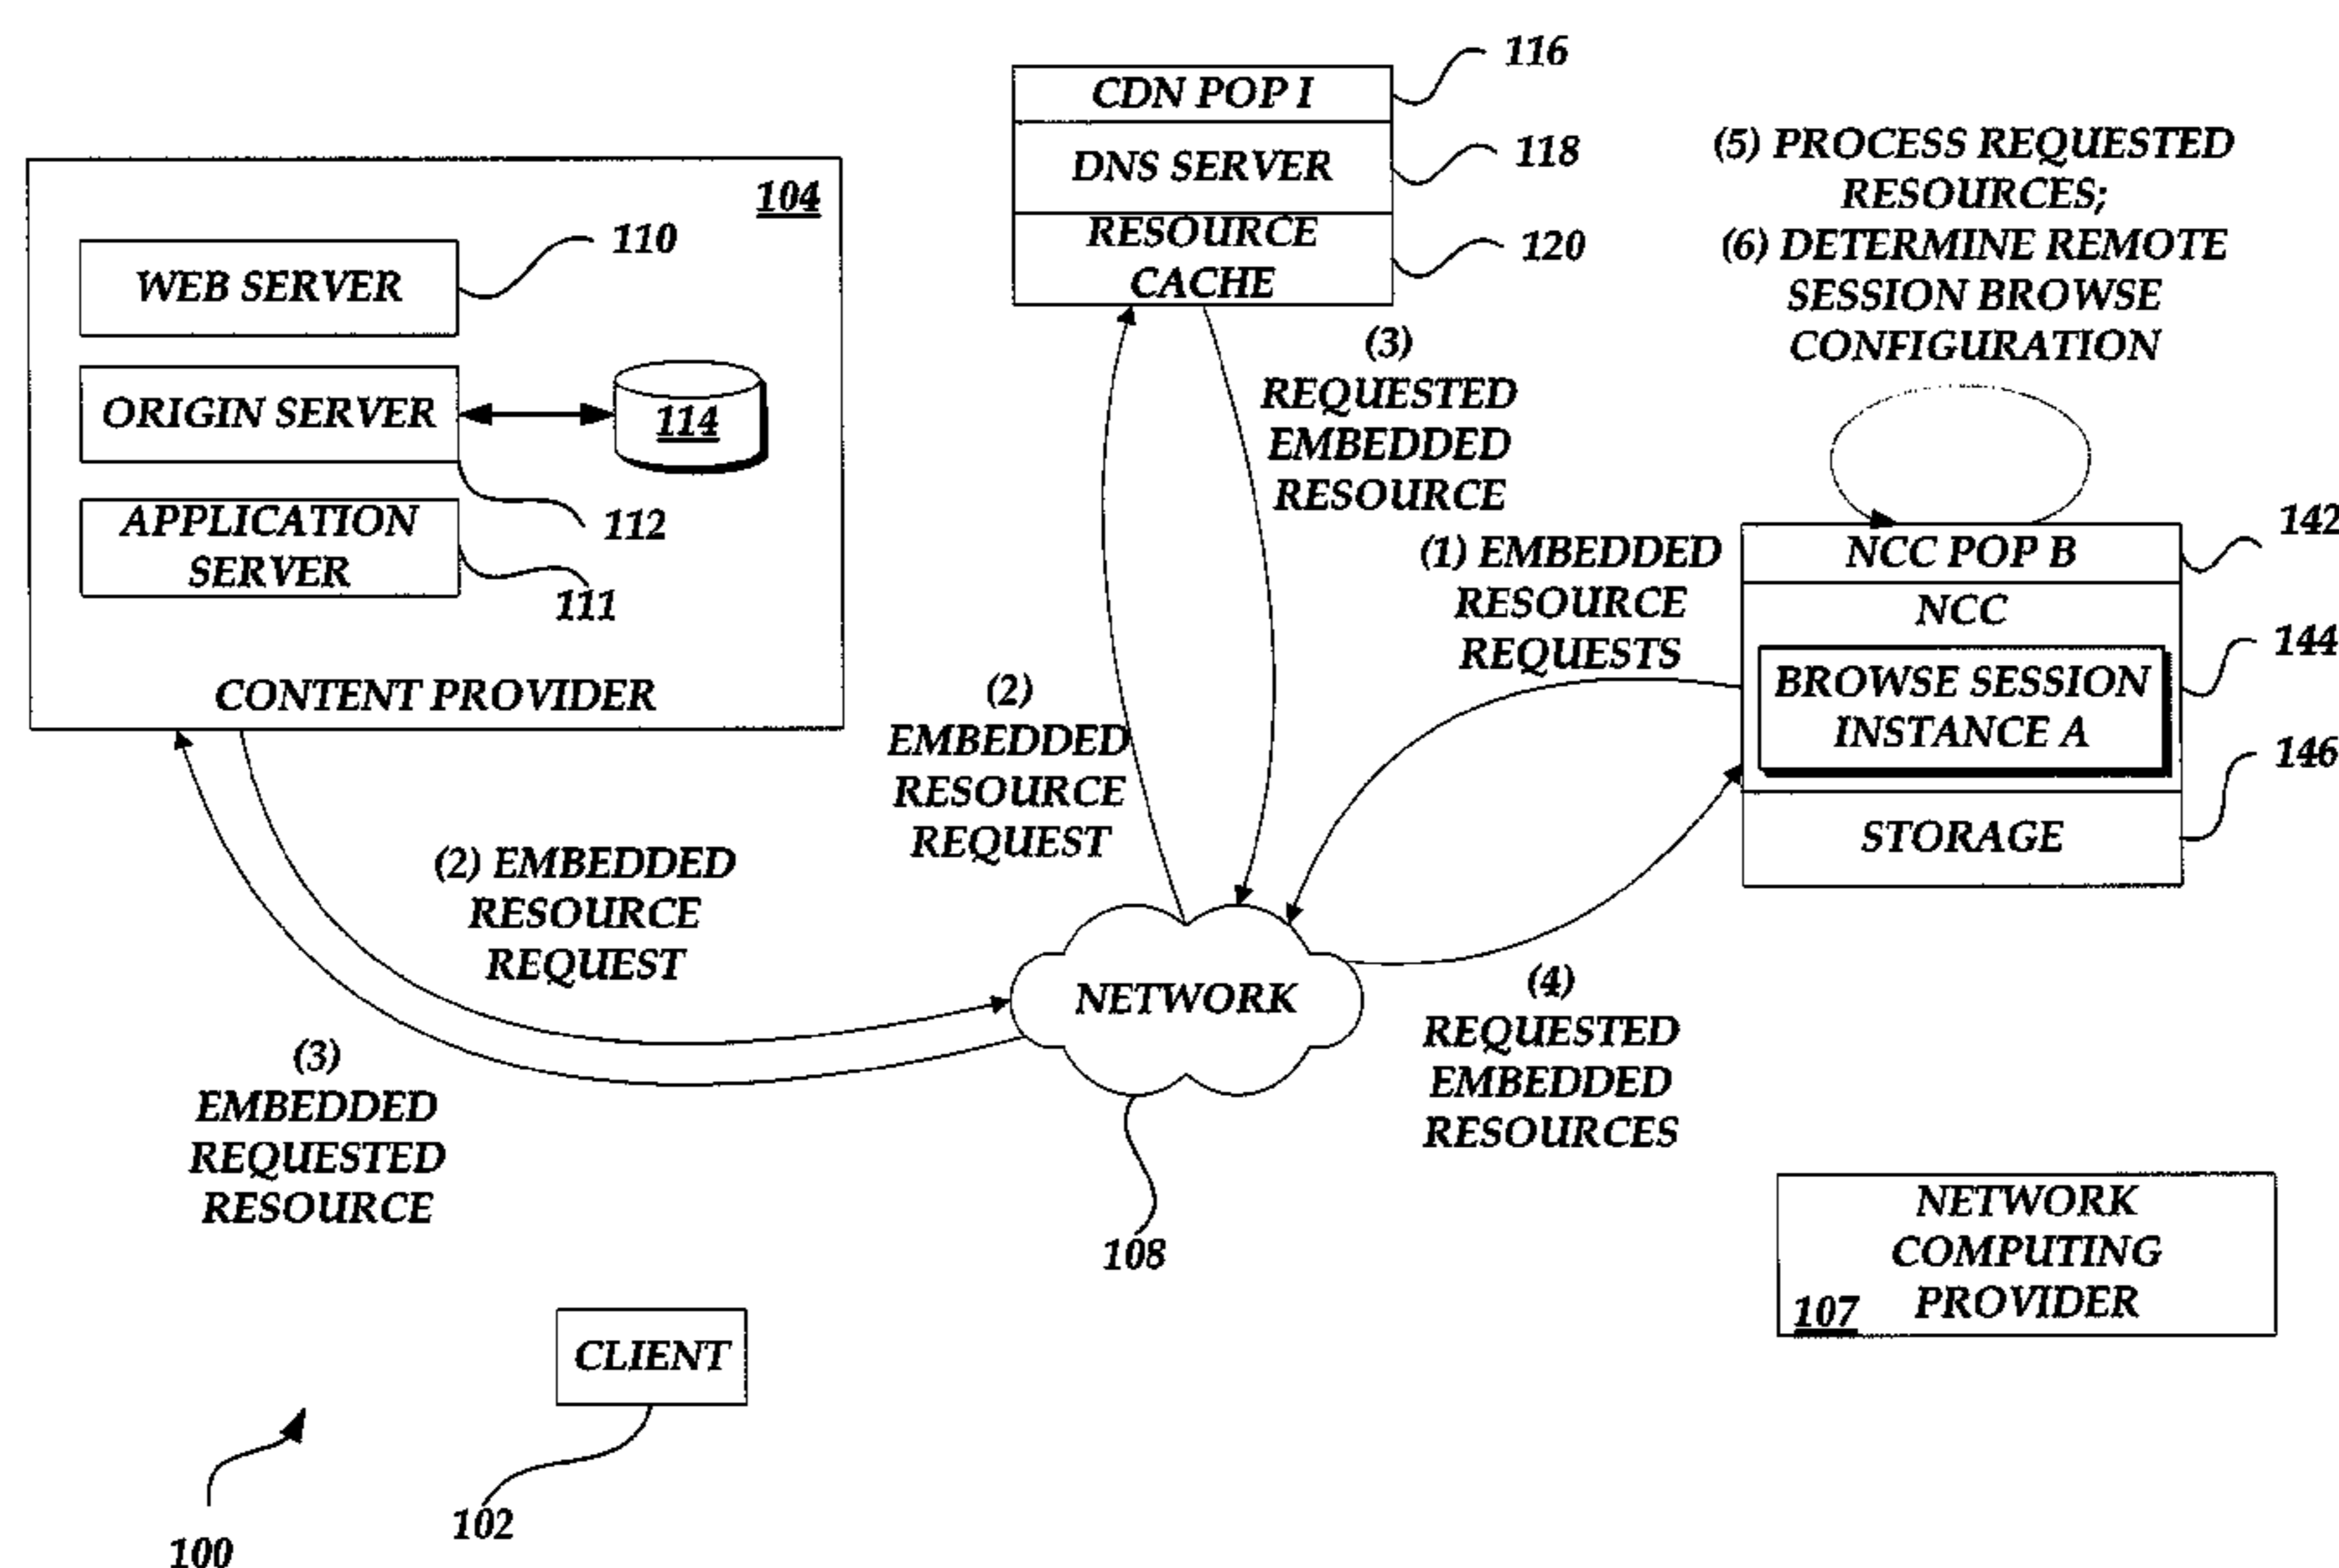 104
WEB SERVER
110
ORIGIN SERVER
114
112
APPLICATION
SERVER
111
CONTENT PROVIDER
CDN POP I
116
DNS SERVER
118
RESOURCE
CACHE
120
(5) PROCESS REQUESTED
RESOURCES;
(6) DETERMINE REMOTE
SESSION BROWSE
CONFIGURATION
(3)
REQUESTED
EMBEDDED
RESOURCE
(1) EMBEDDED
RESOURCE
REQUESTS
NCC POP B
142
NCC
BROWSE SESSION
INSTANCE A
144
STORAGE
146
(2)
EMBEDDED
RESOURCE
REQUEST
(2) EMBEDDED
RESOURCE
REQUEST
(3)
EMBEDDED
REQUESTED
RESOURCE
NETWORK
108
(4)
REQUESTED
EMBEDDED
RESOURCES
NETWORK
COMPUTING
PROVIDER
107
CLIENT
102
100